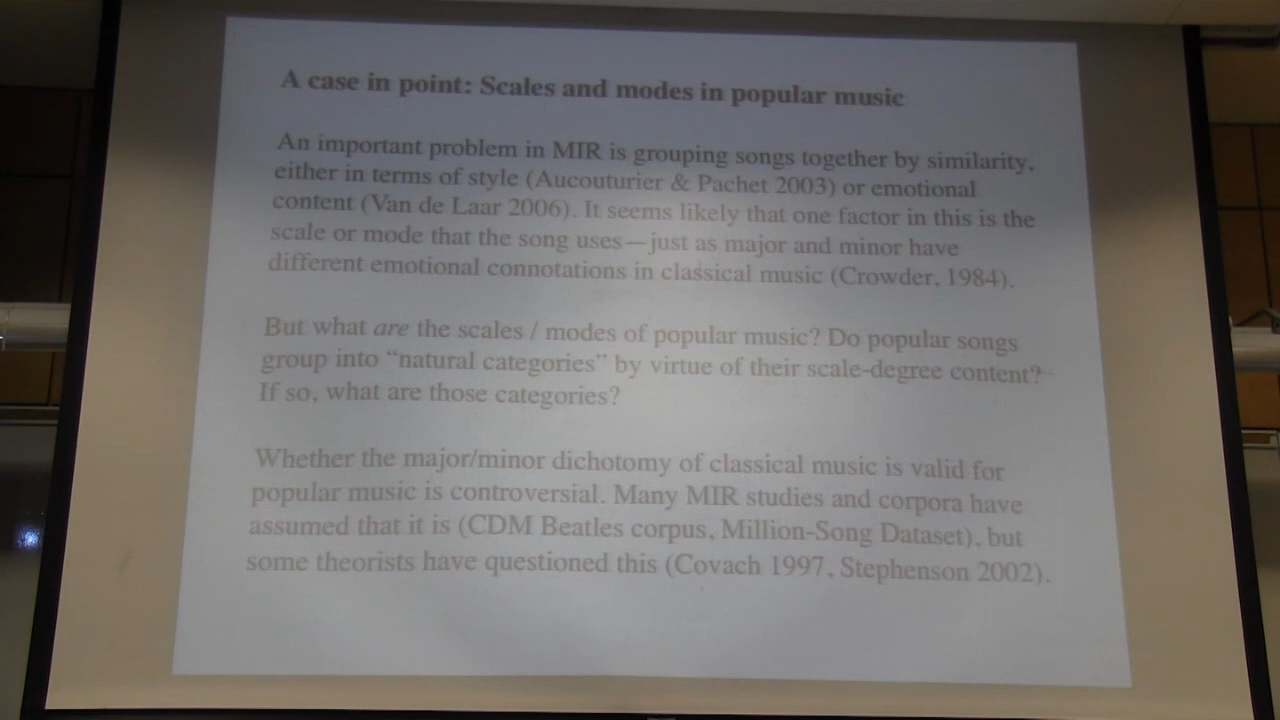 A case in point: Scales and modes in popular music
An important problem in MIR is grouping songs together by similarity,
either in terms of style (Aucouturier & Pachet 2003) or emotional
content (Van de Laar 2006). It seems likely that one factor in this is the
scale or mode that the song uses—just as major and minor have
different emotional connotations in classical music (Crowder, 1984).
But what are the scales / modes of popular music? Do popular songs
group into “natural categories” by virtue of their scale-degree content?
If so, what are those categories?
Whether the major/minor dichotomy of classical music is valid for
popular music is controversial. Many MIR studies and corpora have
assumed that it is (CDM Beatles corpus, Million-Song Dataset), but
some theorists have questioned this (Covach 1997, Stephenson 2002).